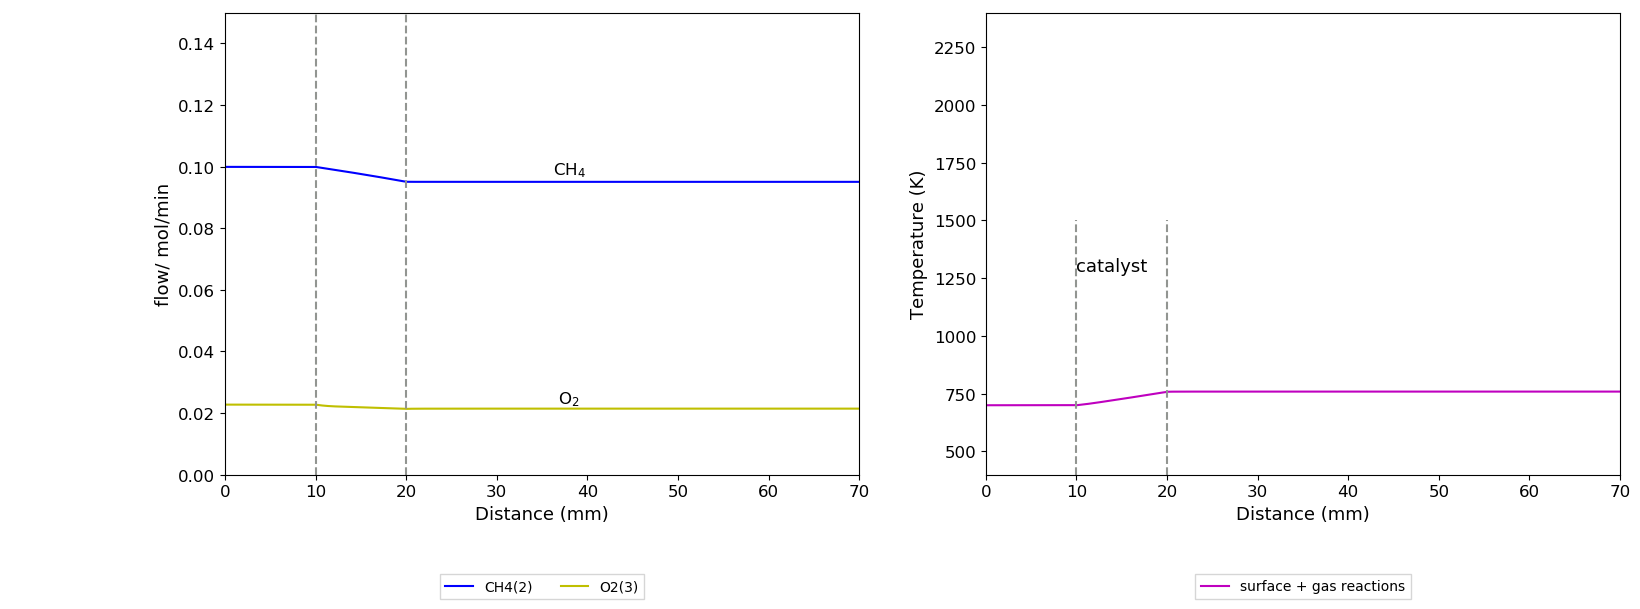 flow/ mol/min
0.14
0.12
0.10
0.08
0.06
0.04
0.02
0.00
CH₄
O₂
0 10 20 30 40 50 60 70
Distance (mm)
CH4(2) O2(3)
Temperature (K)
2250
2000
1750
1500
1250
1000
750
500
catalyst
0 10 20 30 40 50 60 70
Distance (mm)
surface + gas reactions